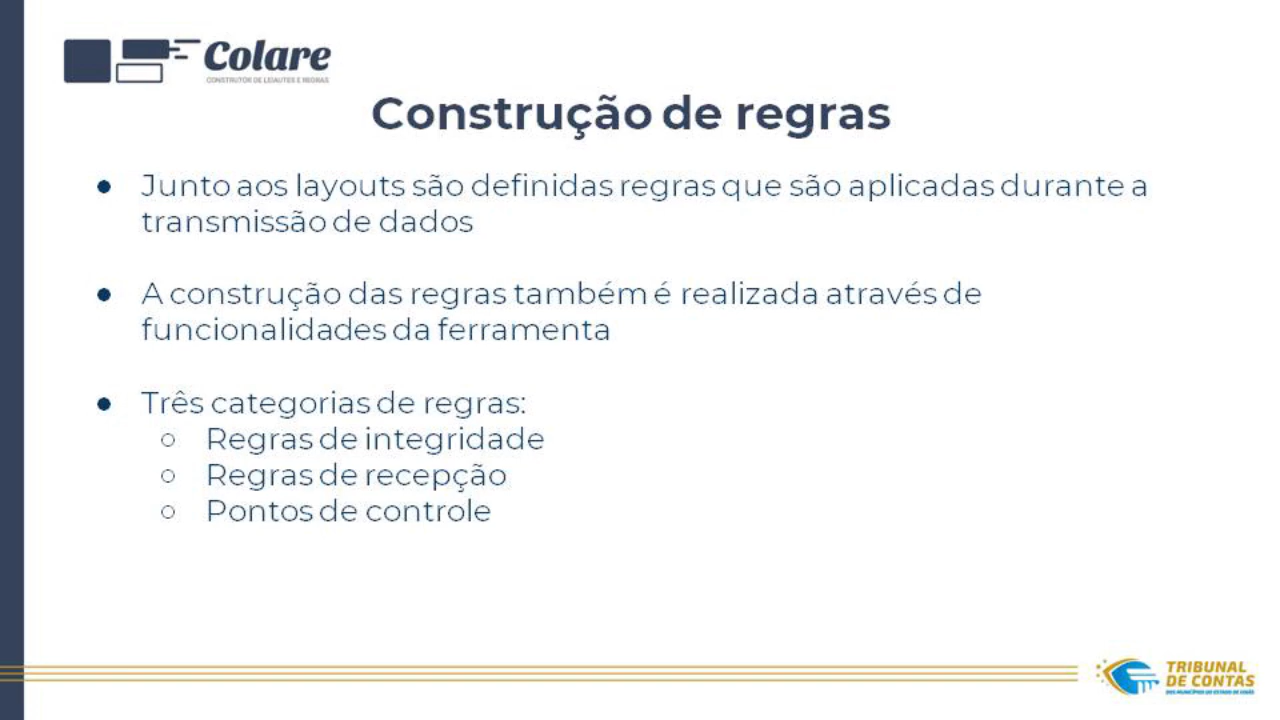 Colare
CONSTRUTOR DE LEIAUTES E REGRAS
Construção de regras
● Junto aos layouts são definidas regras que são aplicadas durante a
transmissão de dados
● A construção das regras também é realizada através de
funcionalidades da ferramenta
● Três categorias de regras:
○ Regras de integridade
○ Regras de recepção
○ Pontos de controle
TRIBUNAL
DE CONTAS
DOS MUNICÍPIOS DO ESTADO DE GOIÁS